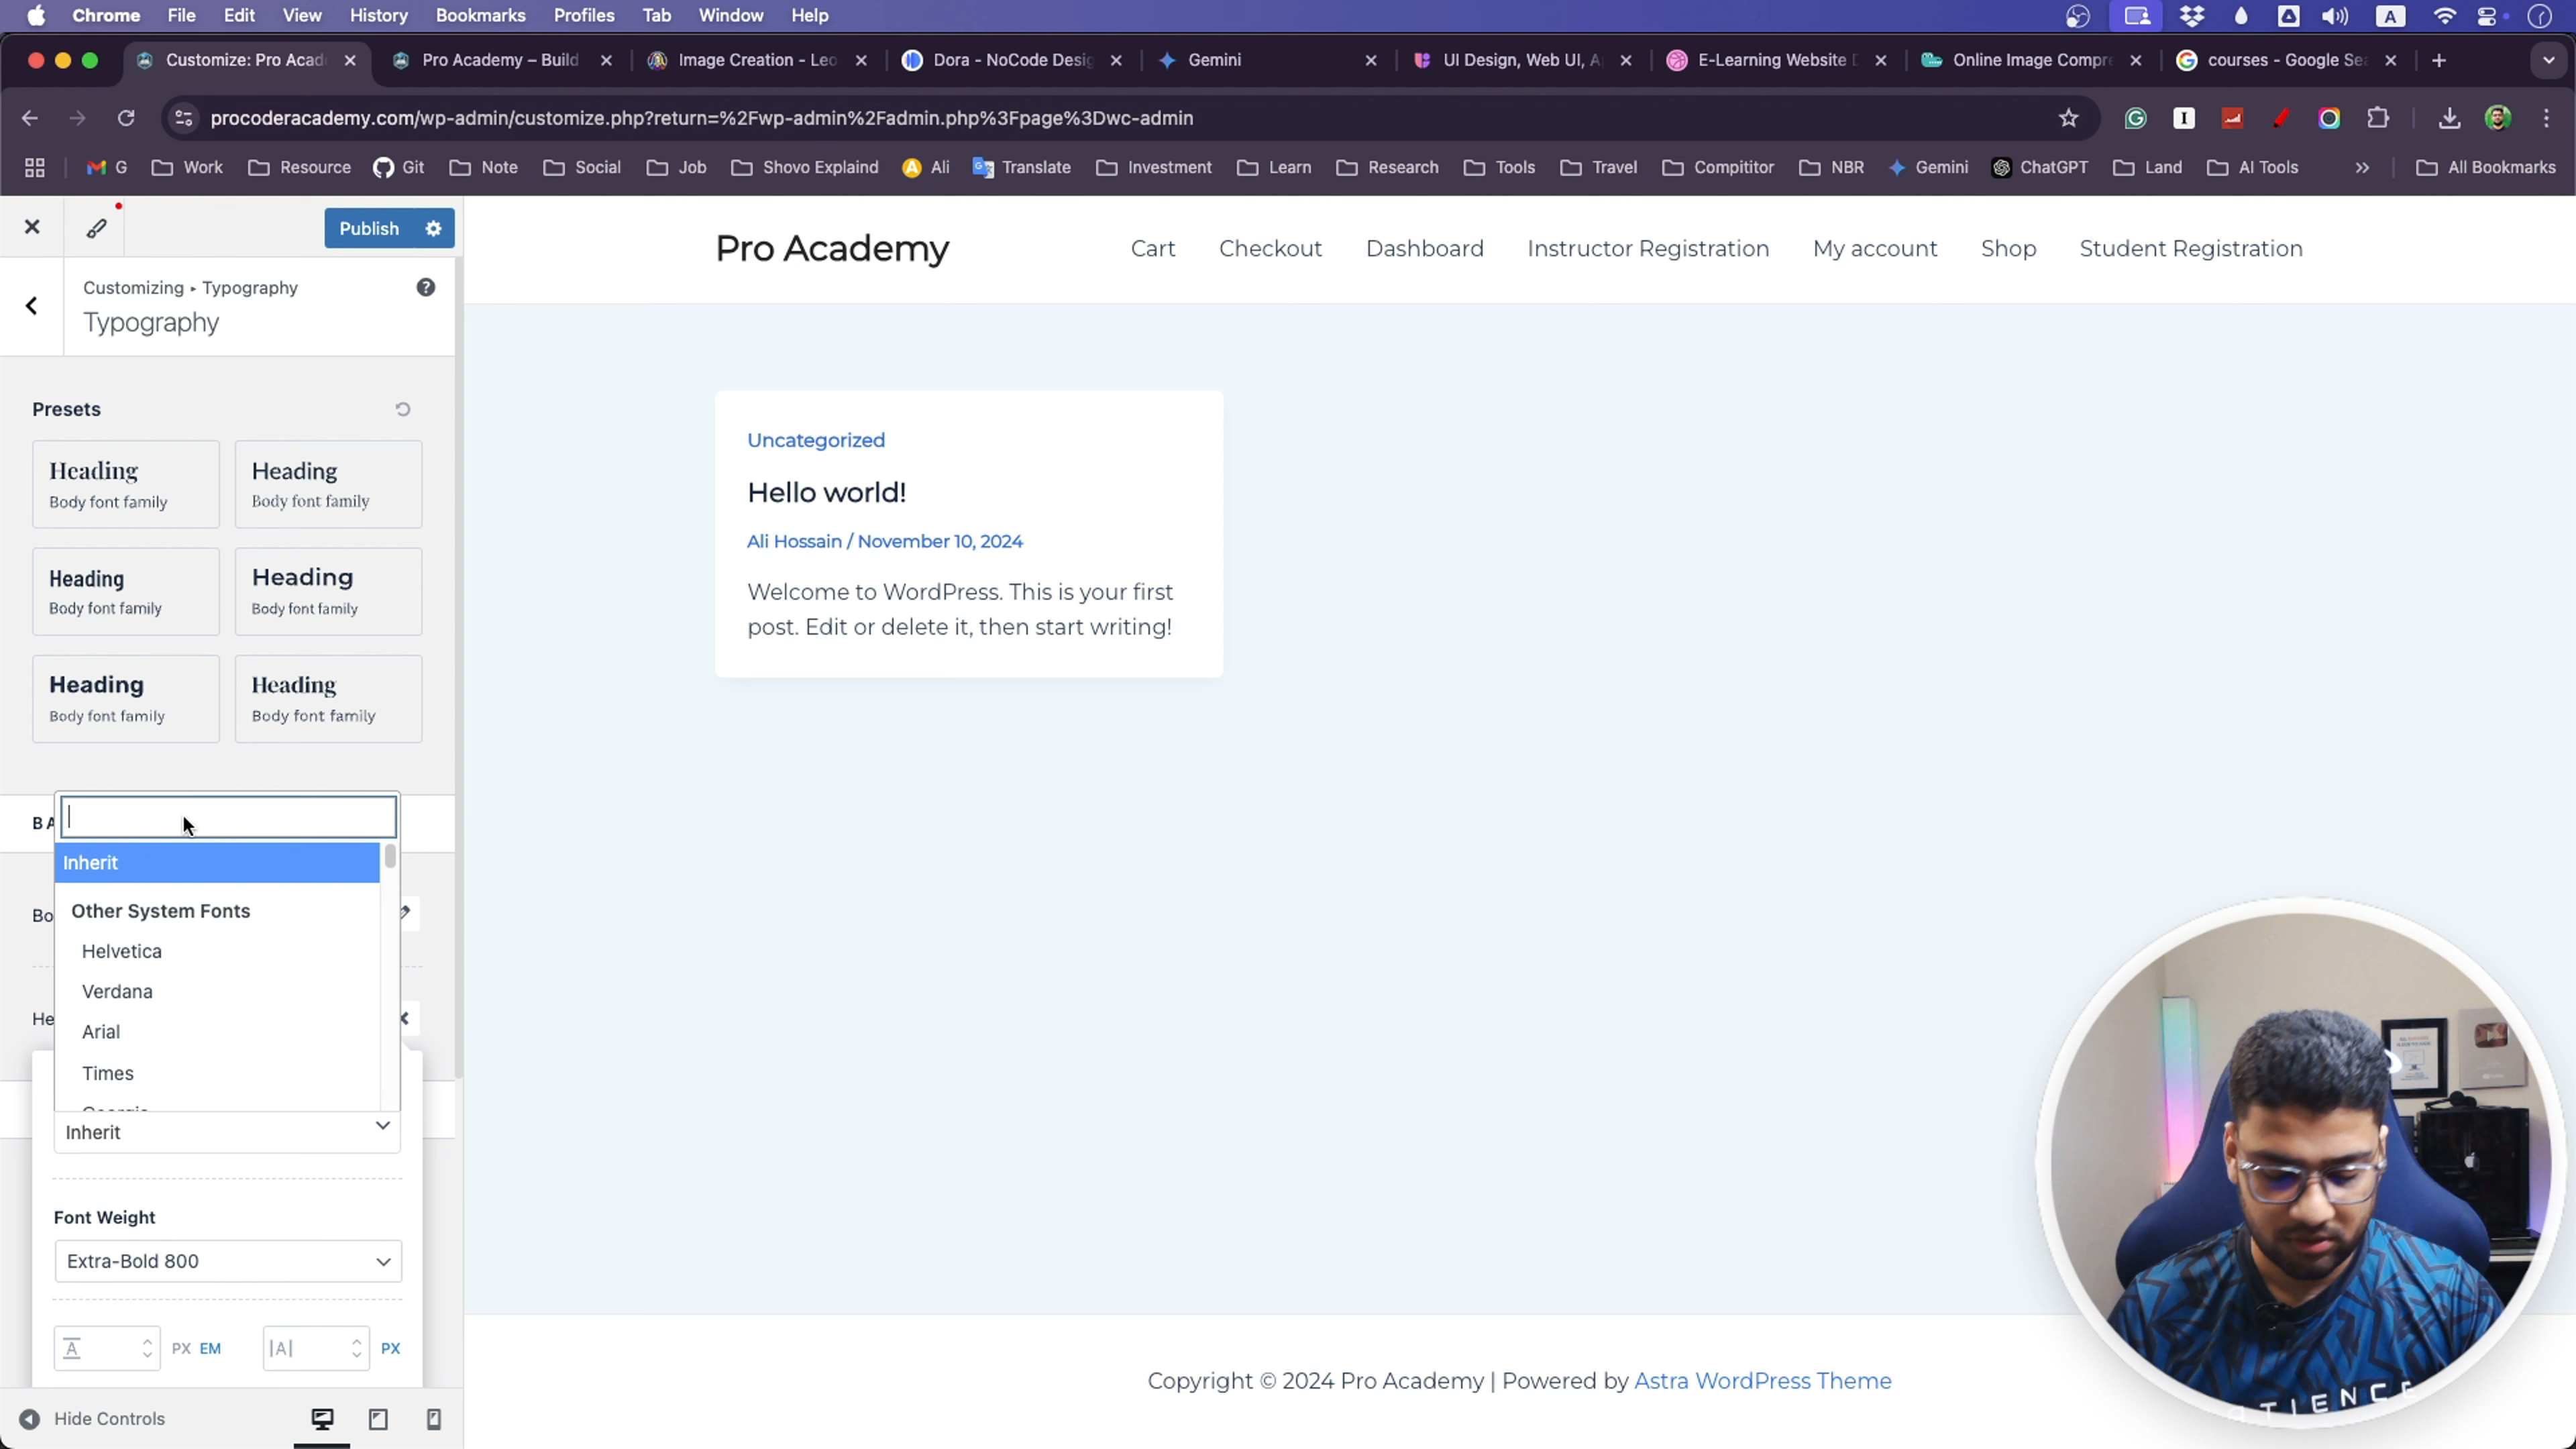 Chrome File Edit View History Bookmarks Profiles Tab Window Help
Customize: Pro Acad
Pro Academy – Build
Image Creation - Leo
Dora - NoCode Desig
Gemini
UI Design, Web UI, A
E-Learning Website D
Online Image Compre
courses - Google Sea
procoderacademy.com/wp-admin/customize.php?return=%2Fwp-admin%2Fadmin.php%3Fpage%3Dwc-admin
G Work Resource Git Note Social Job Shovo Explaind Ali Translate Investment Learn Research Tools Travel Compititor NBR Gemini ChatGPT Land AI Tools » All Bookmarks
Publish
Customizing ▸ Typography
Typography
Presets
Heading
Body font family
Heading
Body font family
Heading
Body font family
Heading
Body font family
Heading
Body font family
Heading
Body font family
BA
Inherit
Other System Fonts
Bo
Helvetica
Verdana
He
Arial
Times
Georgia
Inherit
Font Weight
Extra-Bold 800
PX EM
PX
Hide Controls
Pro Academy
Cart Checkout Dashboard Instructor Registration My account Shop Student Registration
Uncategorized
Hello world!
Ali Hossain / November 10, 2024
Welcome to WordPress. This is your first
post. Edit or delete it, then start writing!
Copyright © 2024 Pro Academy | Powered by Astra WordPress Theme